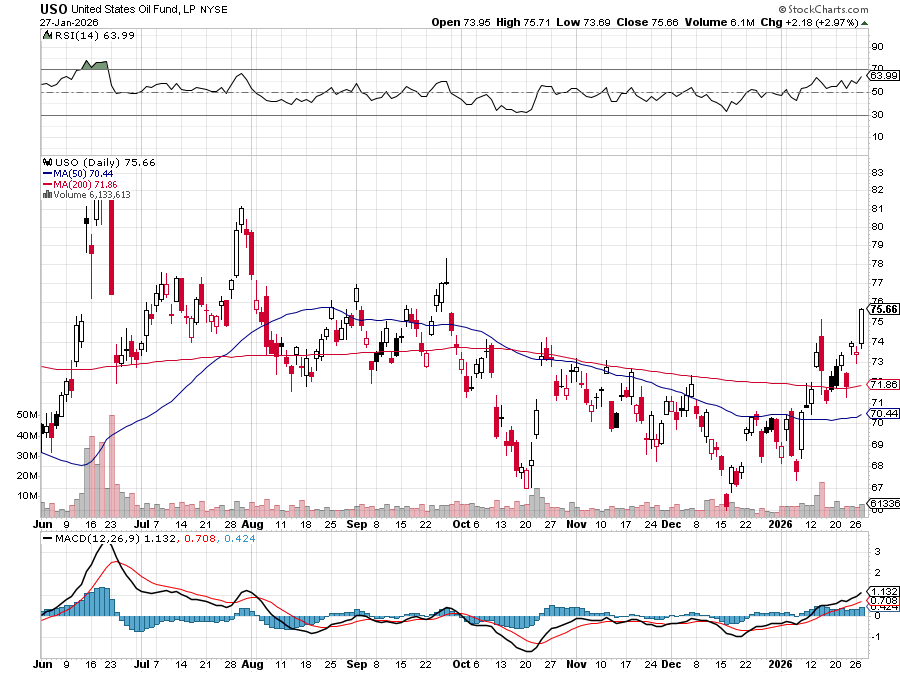 USO United States Oil Fund, LP NYSE © StockCharts.com
27-Jan-2026 Open 73.95 High 75.71 Low 73.69 Close 75.66 Volume 6.1M Chg +2.18 (+2.97%)
RSI(14) 63.99
90
70
63.99
50
30
10
USO (Daily) 75.66
MA(50) 70.44
MA(200) 71.86
Volume 6,133,613
83
82
81
80
79
78
77
76
75.66
75
74
73
71.86
71
70.44
70
69
68
67
50M
40M
30M
20M
10M
Jun 9 16 23 Jul 7 14 21 28 Aug 11 18 25 Sep 8 15 22 Oct 6 13 20 27 Nov 10 17 24 Dec 8 15 22 2026 12 20 26
MACD(12,26,9) 1.132, 0.708, 0.424
3
2
1.132
0.708
0.424
0
-1
Jun 9 16 23 Jul 7 14 21 28 Aug 11 18 25 Sep 8 15 22 Oct 6 13 20 27 Nov 10 17 24 Dec 8 15 22 2026 12 20 26